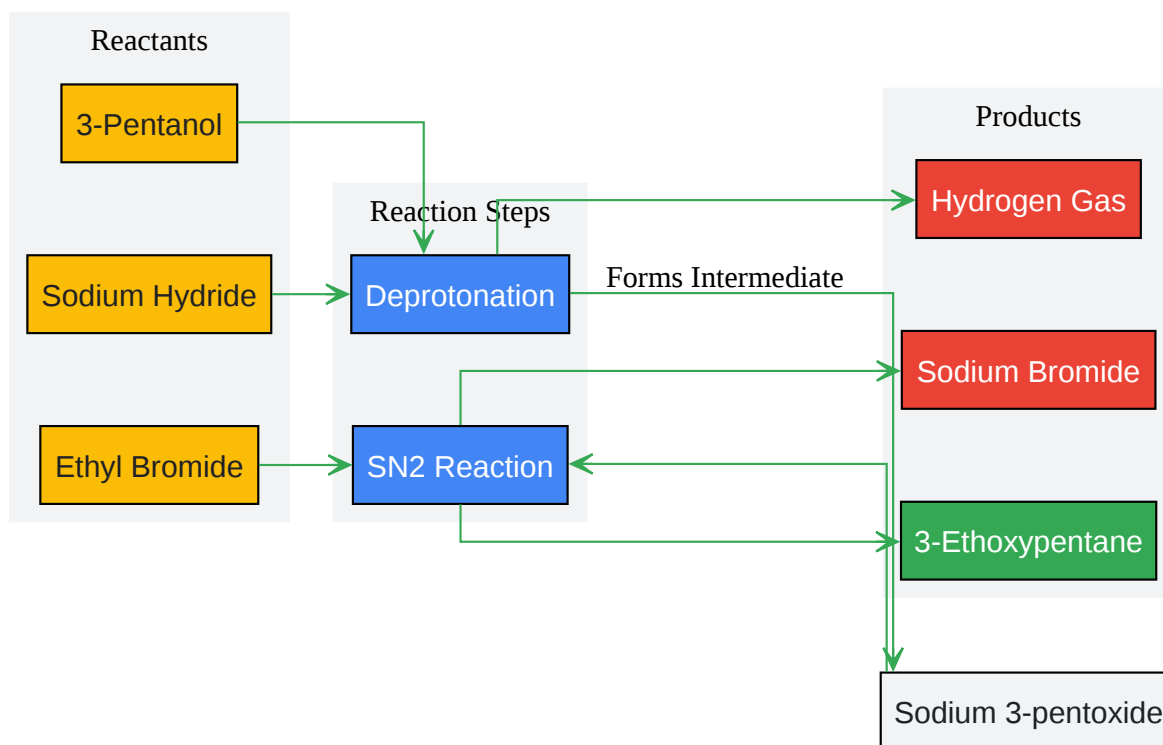 Reactants
3-Pentanol
Sodium Hydride
Ethyl Bromide
Reaction Steps
Deprotonation
SN2 Reaction
Forms Intermediate
Products
Hydrogen Gas
Sodium Bromide
3-Ethoxypentane
Sodium 3-pentoxide